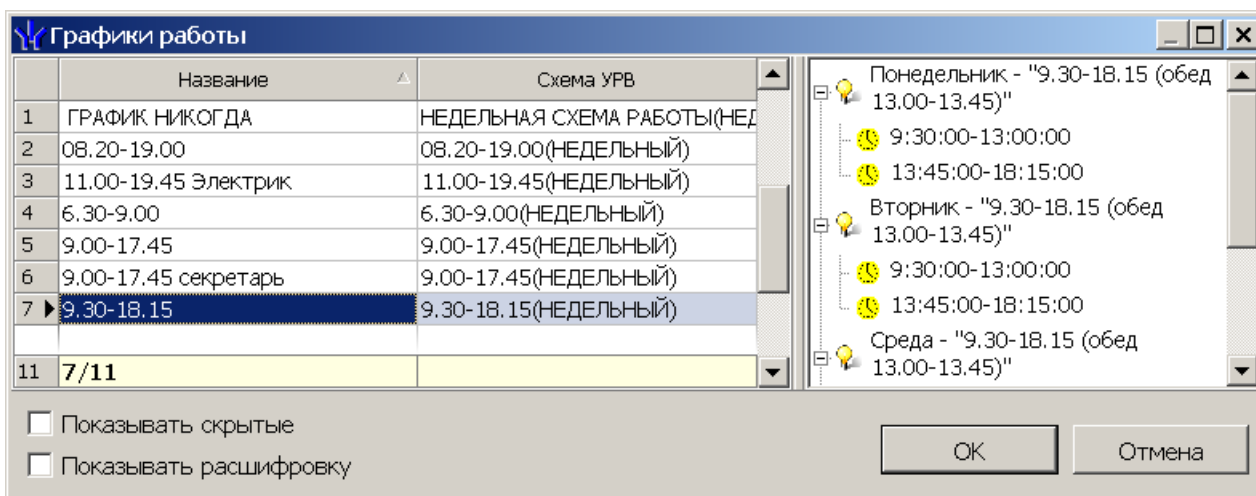 Графики работы
Название Схема УРВ
1 ГРАФИК НИКОГДА НЕДЕЛЬНАЯ СХЕМА РАБОТЫ(НЕД
2 08.20-19.00 08.20-19.00(НЕДЕЛЬНЫЙ)
3 11.00-19.45 Электрик 11.00-19.45(НЕДЕЛЬНЫЙ)
4 6.30-9.00 6.30-9.00(НЕДЕЛЬНЫЙ)
5 9.00-17.45 9.00-17.45(НЕДЕЛЬНЫЙ)
6 9.00-17.45 секретарь 9.00-17.45(НЕДЕЛЬНЫЙ)
7 9.30-18.15 9.30-18.15(НЕДЕЛЬНЫЙ)
11 7/11
Понедельник - "9.30-18.15 (обед
13.00-13.45)"
9:30:00-13:00:00
13:45:00-18:15:00
Вторник - "9.30-18.15 (обед
13.00-13.45)"
9:30:00-13:00:00
13:45:00-18:15:00
Среда - "9.30-18.15 (обед
13.00-13.45)"
Показывать скрытые
Показывать расшифровку
ОК Отмена